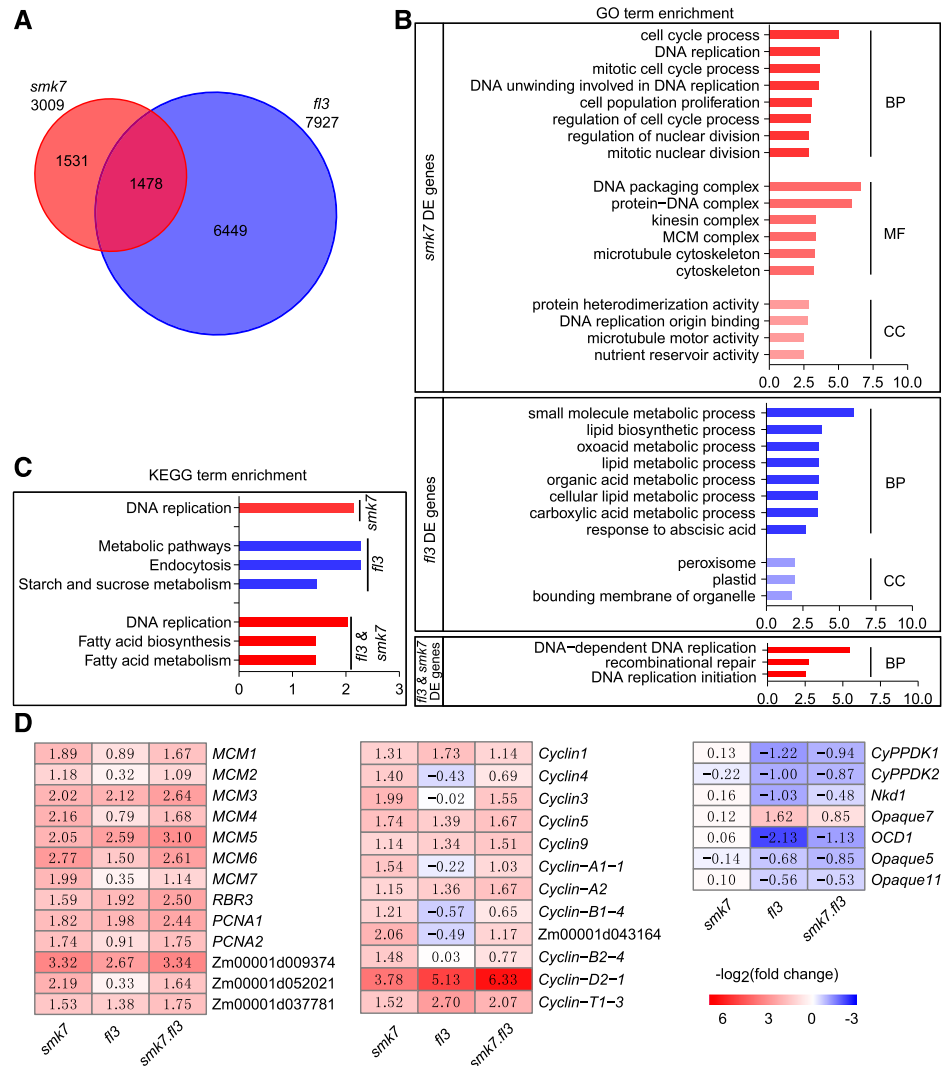 A
smk7
3009
fl3
7927
1531
1478
6449
B
GO term enrichment
smk7 DE genes
cell cycle process
DNA replication
mitotic cell cycle process
DNA unwinding involved in DNA replication
cell population proliferation
regulation of cell cycle process
regulation of nuclear division
mitotic nuclear division
BP
DNA packaging complex
protein−DNA complex
kinesin complex
MCM complex
microtubule cytoskeleton
cytoskeleton
MF
protein heterodimerization activity
DNA replication origin binding
microtubule motor activity
nutrient reservoir activity
CC
0.0 2.5 5.0 7.5 10.0
fl3 DE genes
small molecule metabolic process
lipid biosynthetic process
oxoacid metabolic process
lipid metabolic process
organic acid metabolic process
cellular lipid metabolic process
carboxylic acid metabolic process
response to abscisic acid
BP
peroxisome
plastid
bounding membrane of organelle
CC
0.0 2.5 5.0 7.5 10.0
fl3 & smk7
DE genes
DNA−dependent DNA replication
recombinational repair
DNA replication initiation
BP
0.0 2.5 5.0 7.5 10.0
C
KEGG term enrichment
DNA replication
smk7
Metabolic pathways
Endocytosis
Starch and sucrose metabolism
fl3
DNA replication
Fatty acid biosynthesis
Fatty acid metabolism
fl3 &
smk7
0 1 2 3
D
1.89 0.89 1.67 MCM1
1.18 0.32 1.09 MCM2
2.02 2.12 2.64 MCM3
2.16 0.79 1.68 MCM4
2.05 2.59 3.10 MCM5
2.77 1.50 2.61 MCM6
1.99 0.35 1.14 MCM7
1.59 1.92 2.50 RBR3
1.82 1.98 2.44 PCNA1
1.74 0.91 1.75 PCNA2
3.32 2.67 3.34 Zm00001d009374
2.19 0.33 1.64 Zm00001d052021
1.53 1.38 1.75 Zm00001d037781
smk7 fl3 smk7.fl3
1.31 1.73 1.14 Cyclin1
1.40 −0.43 0.69 Cyclin4
1.99 −0.02 1.55 Cyclin3
1.74 1.39 1.67 Cyclin5
1.14 1.34 1.51 Cyclin9
1.54 −0.22 1.03 Cyclin−A1−1
1.15 1.36 1.67 Cyclin−A2
1.21 −0.57 0.65 Cyclin−B1−4
2.06 −0.49 1.17 Zm00001d043164
1.48 0.03 0.77 Cyclin−B2−4
3.78 5.13 6.33 Cyclin−D2−1
1.52 2.70 2.07 Cyclin−T1−3
smk7 fl3 smk7.fl3
0.13 −1.22 −0.94 CyPPDK1
−0.22 −1.00 −0.87 CyPPDK2
0.16 −1.03 −0.48 Nkd1
0.12 1.62 0.85 Opaque7
0.06 −2.13 −1.13 OCD1
−0.14 −0.68 −0.85 Opaque5
0.10 −0.56 −0.53 Opaque11
smk7 fl3 smk7.fl3
-log2(fold change)
6 3 0 -3